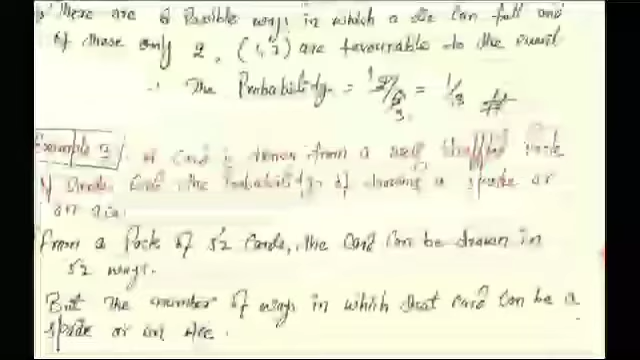 There are 6 Possible ways in which a die can fall and
of these only 2, (1,2) are favourable to the event
∴ The Probability = 2/6 = 1/3
Example 2 A Card is drawn from a well shuffled Pack
of Cards. the Probability of drawing a spade or
an ace
From a Pack of 52 Cards, the Card Can be drawn in
52 ways.
But The number of ways in which that Card Can be a
spade or an ace.